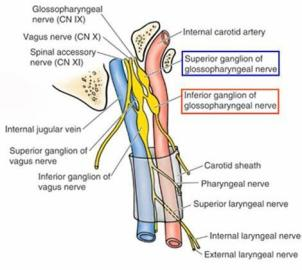 Glossopharyngeal
nerve (CN IX)
Vagus nerve (CN X)
Spinal accessory
nerve (CN XI)
Internal jugular vein
Superior ganglion of
vagus nerve
Inferior ganglion of
vagus nerve
Internal carotid artery
Superior ganglion of
glossopharyngeal nerve
Inferior ganglion of
glossopharyngeal nerve
Carotid sheath
Pharyngeal nerve
Superior laryngeal nerve
Internal laryngeal nerve
External laryngeal nerve